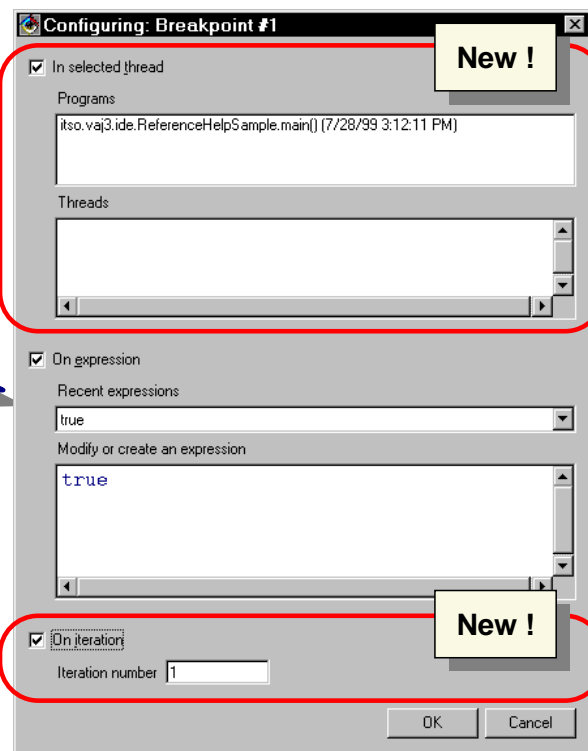 Configuring: Breakpoint #1
New !
In selected thread
Programs
itso.vaj3.ide.ReferenceHelpSample.main() (7/28/99 3:12:11 PM)
Threads
On expression
Recent expressions
true
Modify or create an expression
true
New !
On iteration
Iteration number 1
OK Cancel